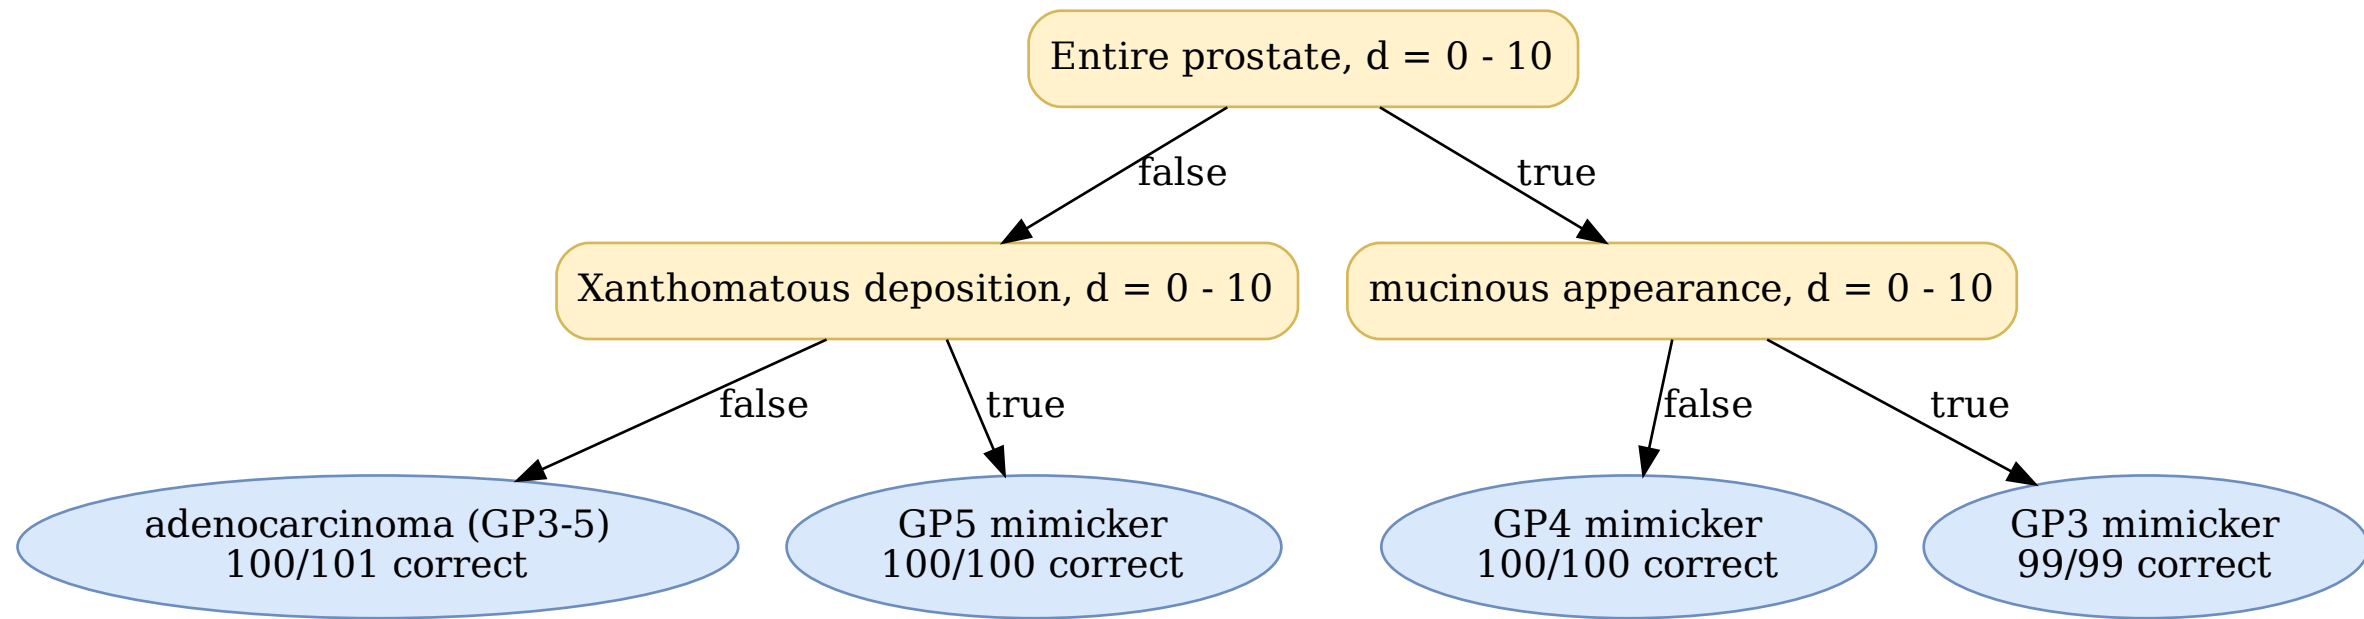 Entire prostate, d = 0 - 10
false
true
Xanthomatous deposition, d = 0 - 10
mucinous appearance, d = 0 - 10
false
true
false
true
adenocarcinoma (GP3-5)
100/101 correct
GP5 mimicker
100/100 correct
GP4 mimicker
100/100 correct
GP3 mimicker
99/99 correct